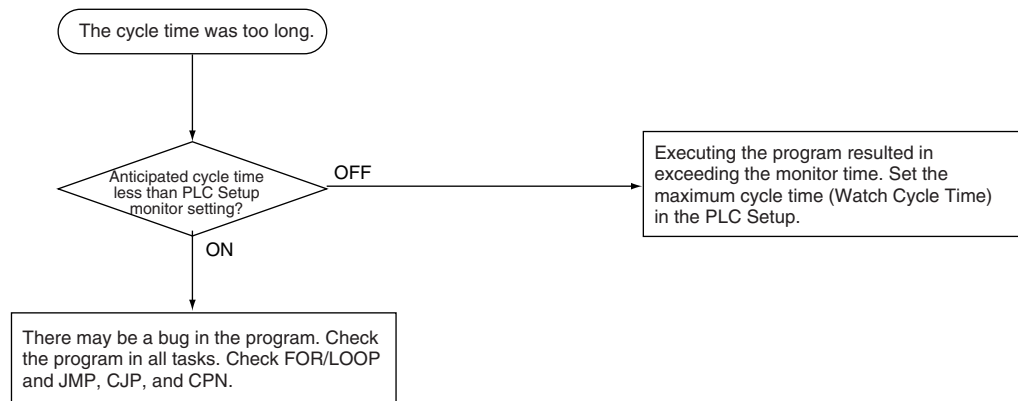 The cycle time was too long.
Anticipated cycle time
less than PLC Setup
monitor setting?
OFF
Executing the program resulted in
exceeding the monitor time. Set the
maximum cycle time (Watch Cycle Time)
in the PLC Setup.
ON
There may be a bug in the program. Check
the program in all tasks. Check FOR/LOOP
and JMP, CJP, and CPN.